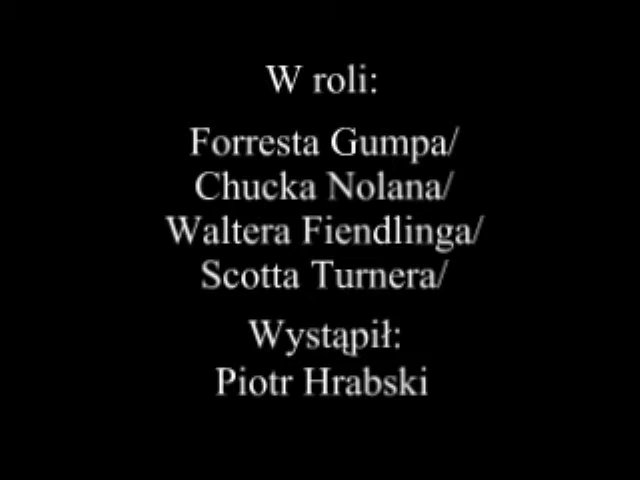 W roli:
Forresta Gumpa/
Chucka Nolana/
Waltera Fiendlinga/
Scotta Turnera/
Wystąpił:
Piotr Hrabski